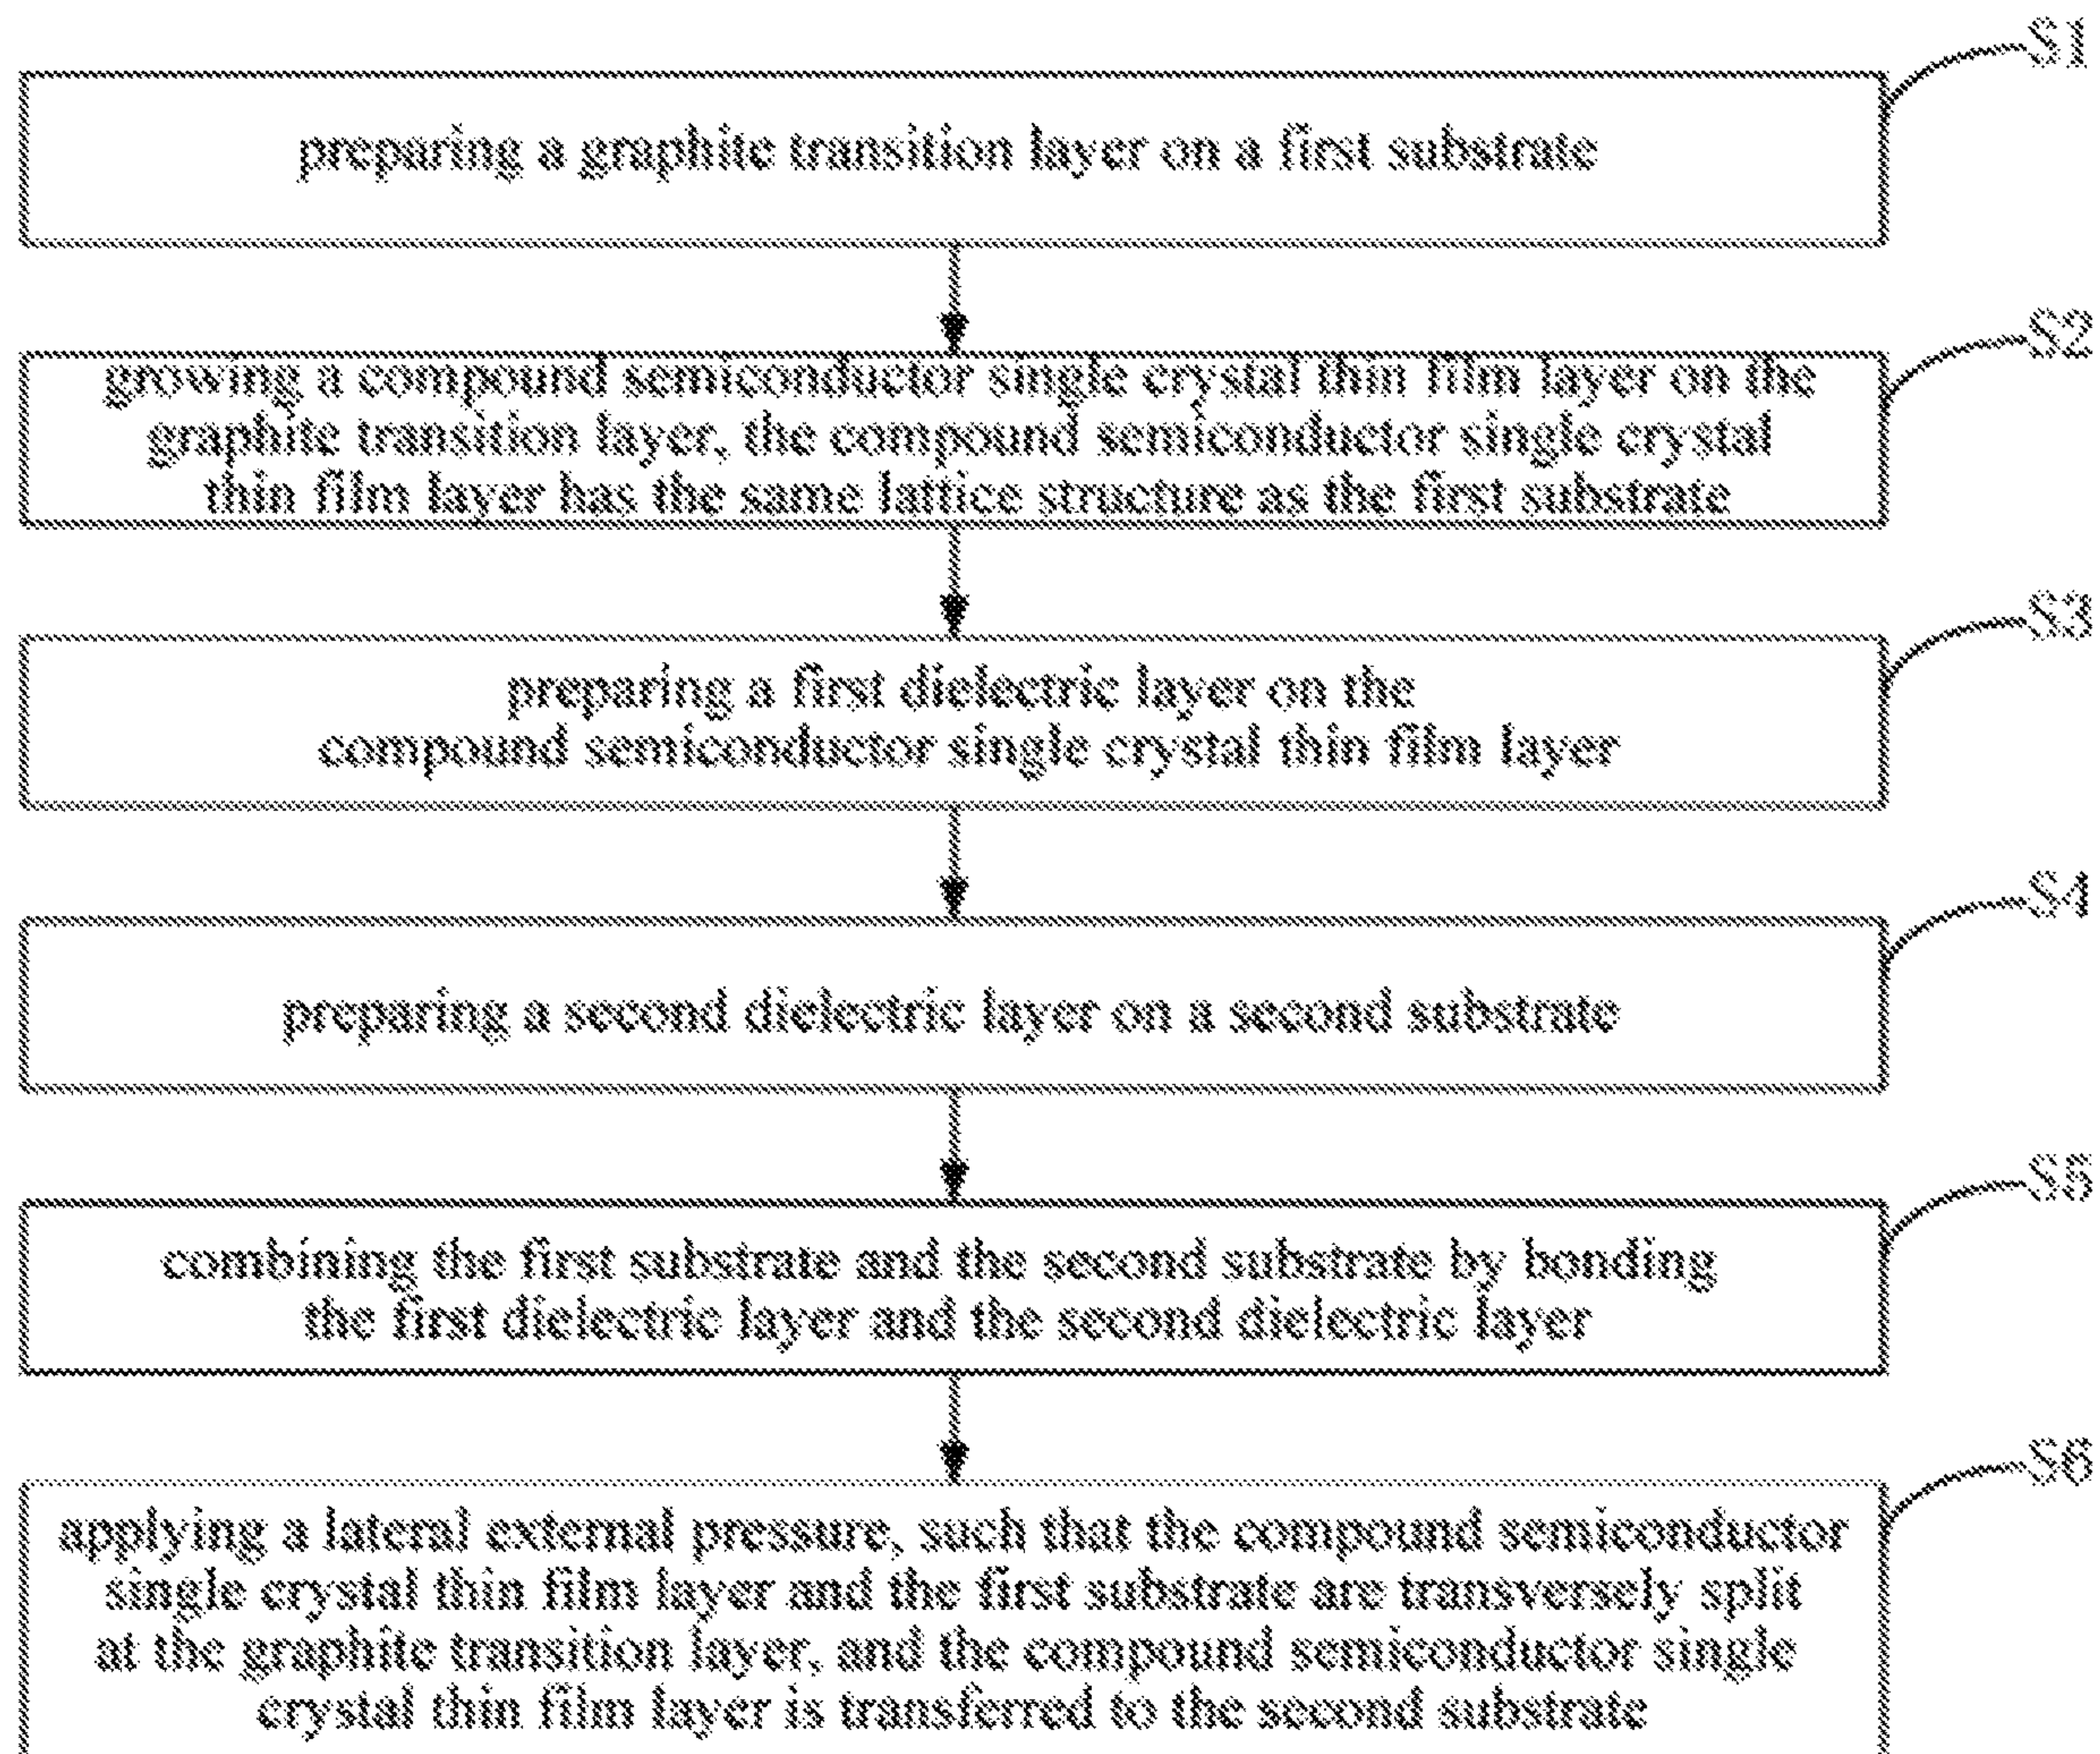 S1
preparing a graphite transition layer on a first substrate
S2
growing a compound semiconductor single crystal thin film layer on the
graphite transition layer, the compound semiconductor single crystal
thin film layer has the same lattice structure as the first substrate
S3
preparing a first dielectric layer on the
compound semiconductor single crystal thin film layer
S4
preparing a second dielectric layer on a second substrate
S5
combining the first substrate and the second substrate by bonding
the first dielectric layer and the second dielectric layer
S6
applying a lateral external pressure, such that the compound semiconductor
single crystal thin film layer and the first substrate are transversely split
at the graphite transition layer, and the compound semiconductor single
crystal thin film layer is transferred to the second substrate